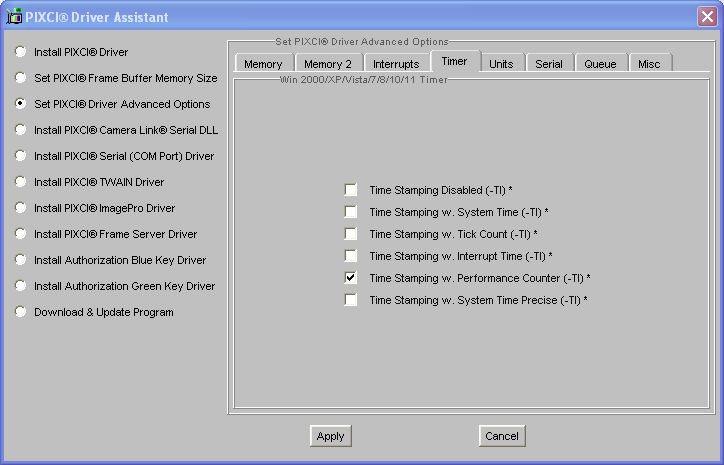 PIXCI® Driver Assistant
Install PIXCI® Driver
Set PIXCI® Frame Buffer Memory Size
Set PIXCI® Driver Advanced Options
Install PIXCI® Camera Link® Serial DLL
Install PIXCI® Serial (COM Port) Driver
Install PIXCI® TWAIN Driver
Install PIXCI® ImagePro Driver
Install PIXCI® Frame Server Driver
Install Authorization Blue Key Driver
Install Authorization Green Key Driver
Download & Update Program
Set PIXCI® Driver Advanced Options
Memory Memory 2 Interrupts Timer Units Serial Queue Misc
Win 2000/XP/Vista/7/8/10/11 Timer
Time Stamping Disabled (-TI) *
Time Stamping w. System Time (-TI) *
Time Stamping w. Tick Count (-TI) *
Time Stamping w. Interrupt Time (-TI) *
Time Stamping w. Performance Counter (-TI) *
Time Stamping w. System Time Precise (-TI) *
Apply Cancel